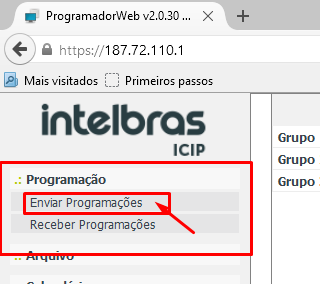 ProgramadorWeb v2.0.30 ...
https://187.72.110.1
Mais visitados Primeiros passos
intelbras
ICIP
Programação
Enviar Programações
Receber Programações
Arquivo
Grupo
Grupo
Grupo